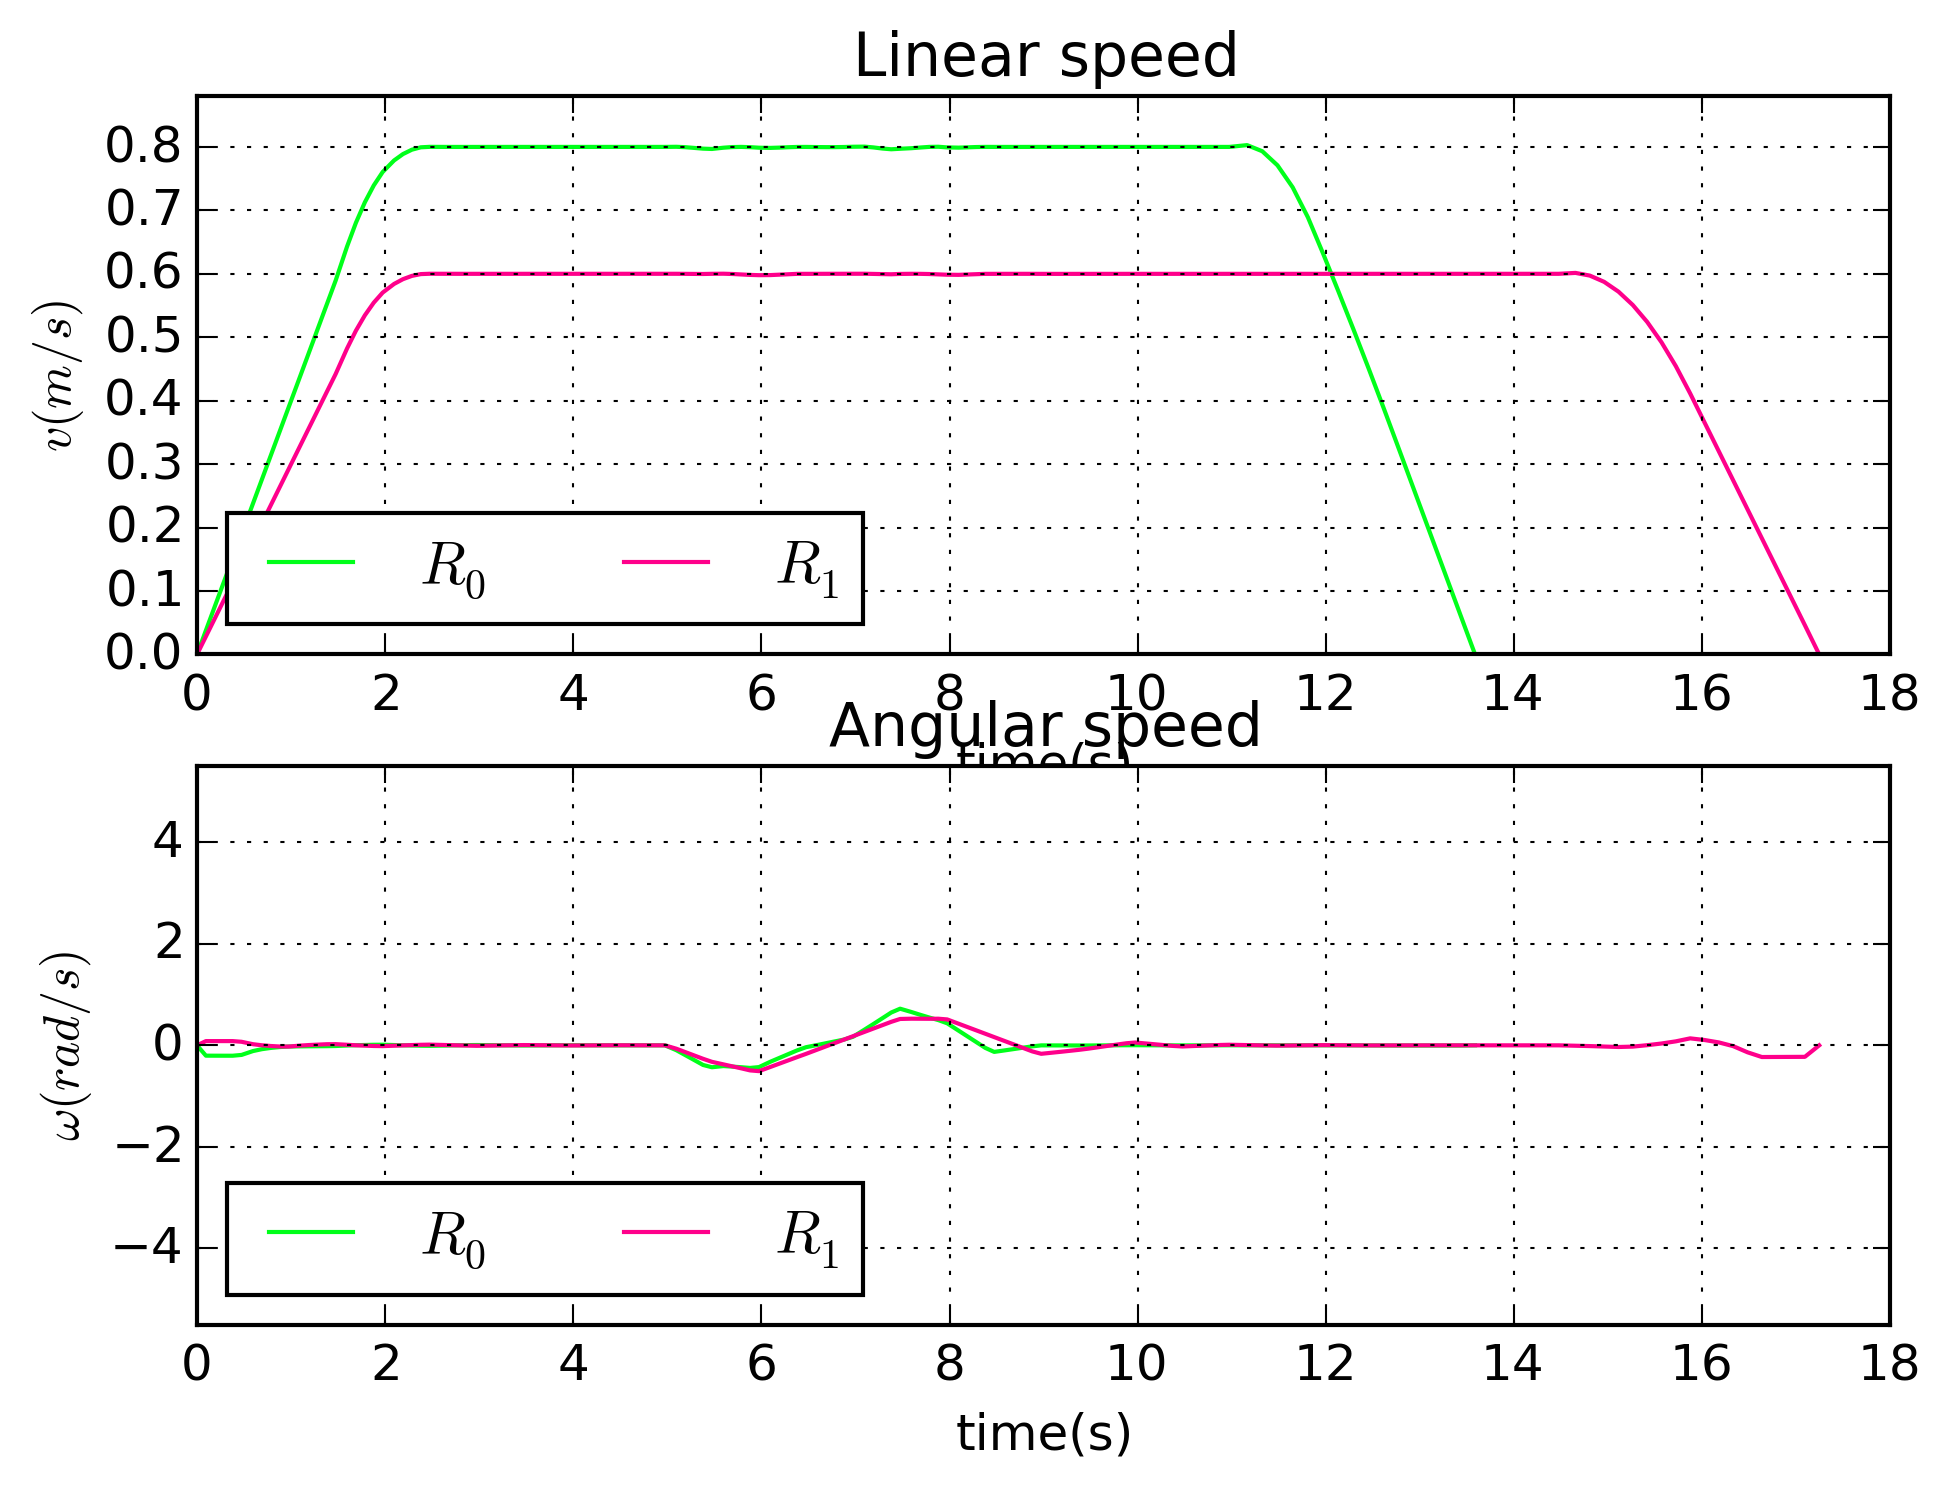 Linear speed
v(m/s)
0.8
0.7
0.6
0.5
0.4
0.3
0.2
0.1
0.0
R₀ R₁
0 2 4 6 8 10 12 14 16 18
time(s)
Angular speed
ω(rad/s)
4
2
0
−2
−4
R₀ R₁
0 2 4 6 8 10 12 14 16 18
time(s)